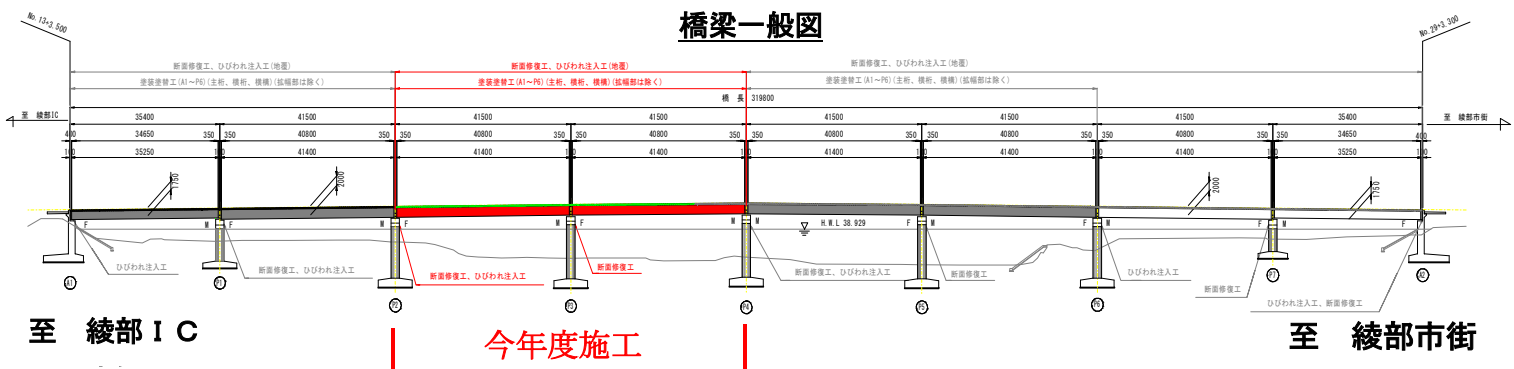 橋梁一般図
No.13+3.500
No.29+3.300
断面修復工、ひびわれ注入工(地覆)
断面修復工、ひびわれ注入工(地覆)
断面修復工、ひびわれ注入工(地覆)
塗装塗替工(A1～P6)(主桁、横桁、横構)(拡幅部は除く)
塗装塗替工(A1～P6)(主桁、横桁、横構)(拡幅部は除く)
塗装塗替工(A1～P6)(主桁、横桁、横構)(拡幅部は除く)
橋 長 319800
至 綾部IC
至 綾部市街
35400 41500 41500 41500 41500 41500 41500 35400
400 34650 350 350 40800 350 40800 350 350 40800 350 350 40800 350 40800 350 350 40800 350 350 34650 400
100 35250 100 41400 100 41400 100 41400 100 41400 100 41400 100 41400 100 35250 100
1750 2000 2000 1750
F M F M F M F M M F M M F F M F
H.W.L 38.929
ひびわれ注入工
断面修復工、ひびわれ注入工
断面修復工、ひびわれ注入工
断面修復工
断面修復工、ひびわれ注入工
断面修復工
ひびわれ注入工
断面修復工
ひびわれ注入工、断面修復工
A1 P1 P2 P3 P4 P5 P6 P7 A2
至 綾部ＩＣ
今年度施工
至 綾部市街